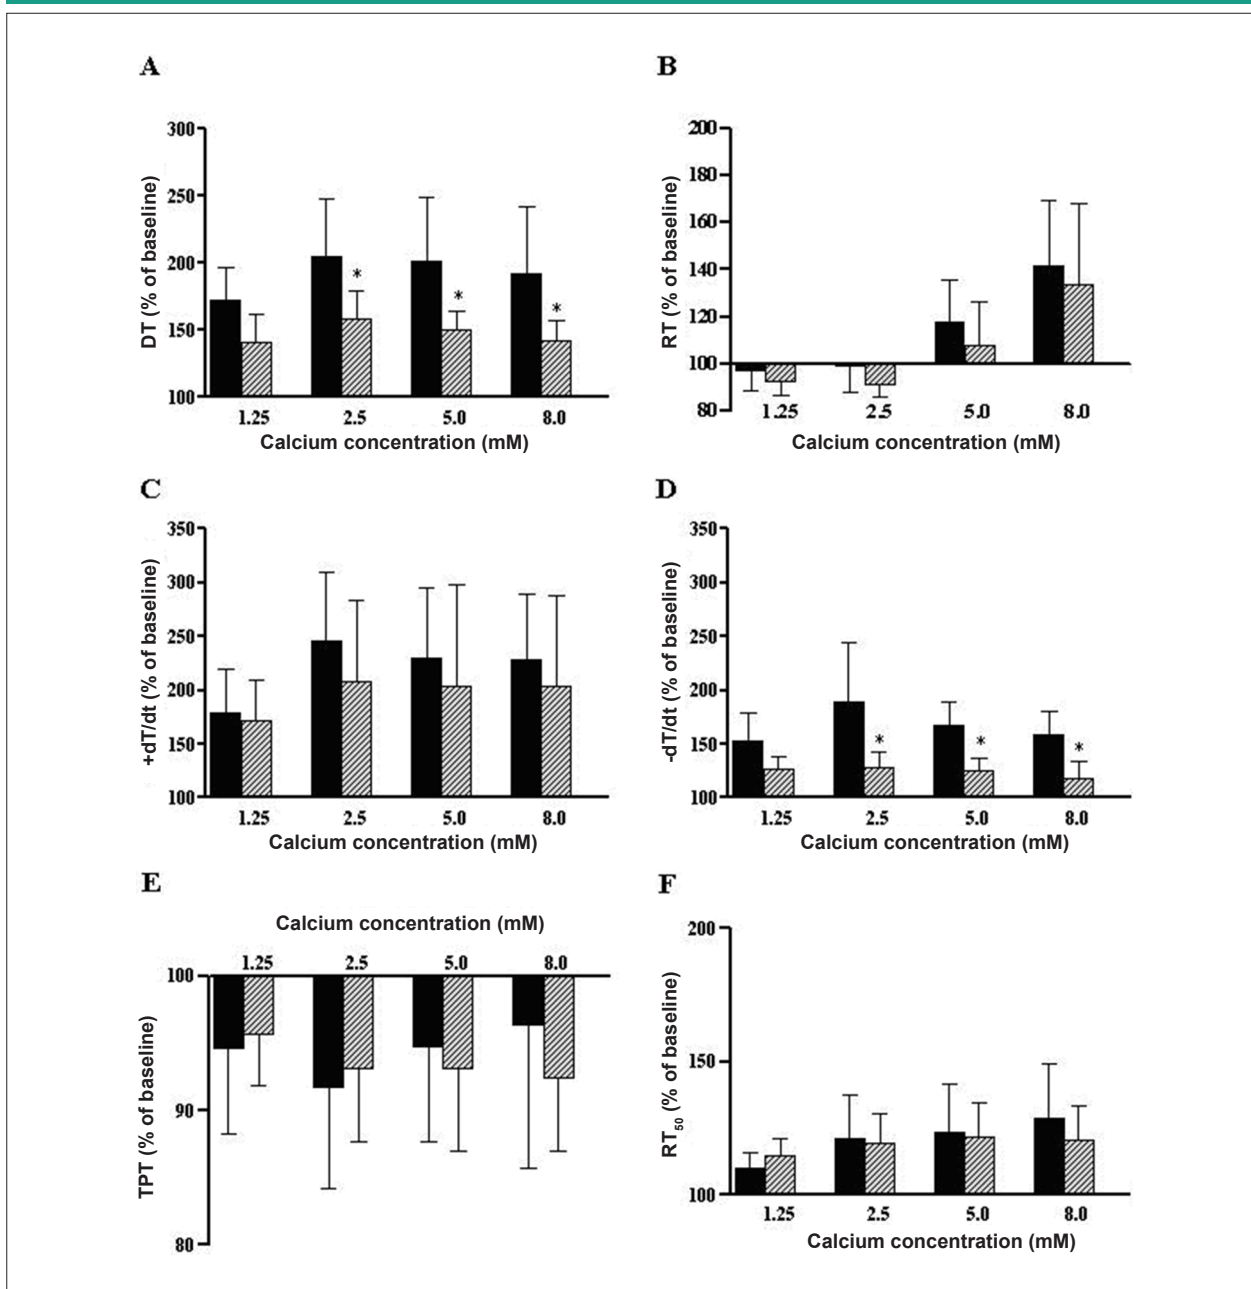 A
300
250
200
150
100
DT (% of baseline)
*
*
*
1.25 2.5 5.0 8.0
Calcium concentration (mM)
B
200
180
160
140
120
100
80
RT (% of baseline)
1.25 2.5 5.0 8.0
Calcium concentration (mM)
C
350
300
250
200
150
100
+dT/dt (% of baseline)
1.25 2.5 5.0 8.0
Calcium concentration (mM)
D
350
300
250
200
150
100
-dT/dt (% of baseline)
*
*
*
1.25 2.5 5.0 8.0
Calcium concentration (mM)
E
Calcium concentration (mM)
1.25 2.5 5.0 8.0
100
90
80
TPT (% of baseline)
F
200
150
100
RT₅₀ (% of baseline)
1.25 2.5 5.0 8.0
Calcium concentration (mM)